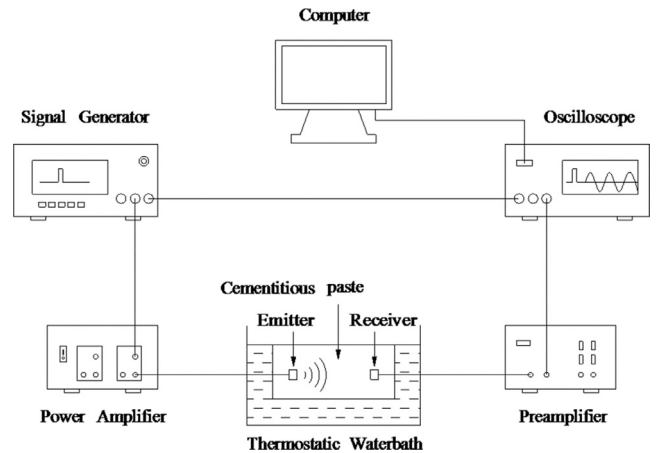 Computer
Signal Generator
Oscilloscope
Cementitious paste
Emitter
Receiver
Power Amplifier
Preamplifier
Thermostatic Waterbath